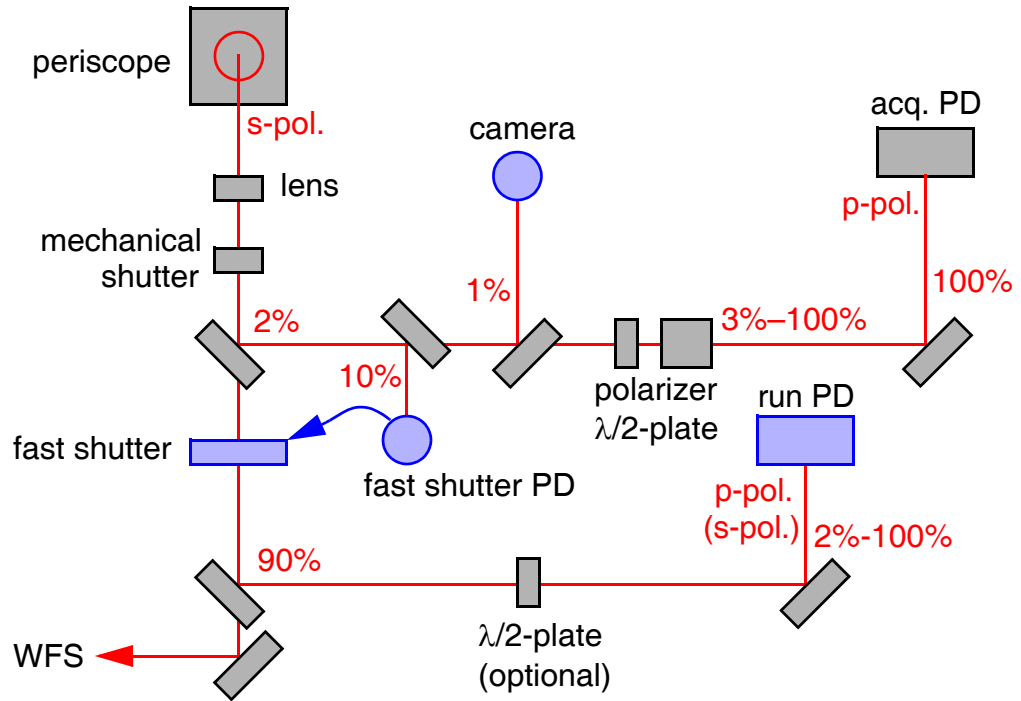 periscope
s-pol.
camera
acq. PD
lens
p-pol.
mechanical
shutter
2%
1%
3%–100%
100%
10%
polarizer
λ/2-plate
run PD
fast shutter
fast shutter PD
p-pol.
(s-pol.)
90%
2%-100%
λ/2-plate
(optional)
WFS